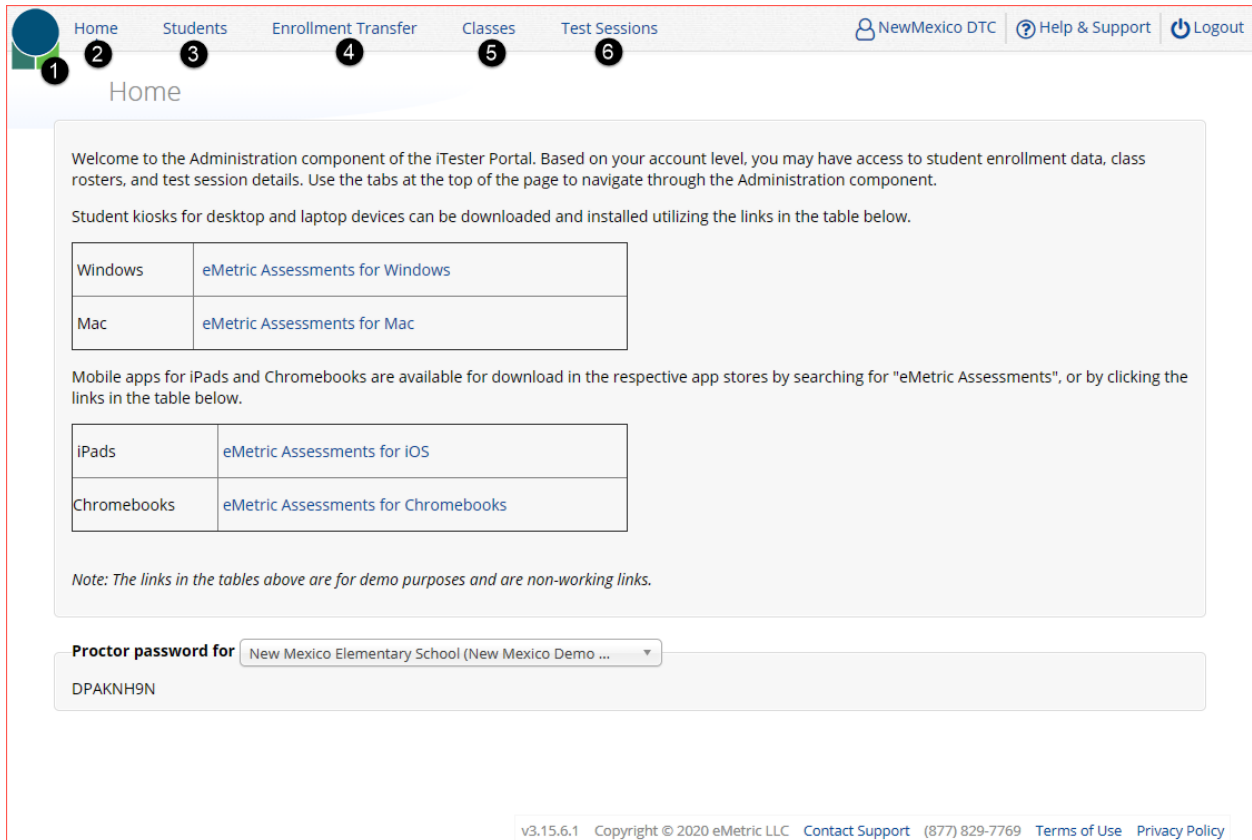 Home Students Enrollment Transfer Classes Test Sessions NewMexico DTC Help & Support Logout
1 2 3 4 5 6
Home
Welcome to the Administration component of the iTester Portal. Based on your account level, you may have access to student enrollment data, class
rosters, and test session details. Use the tabs at the top of the page to navigate through the Administration component.
Student kiosks for desktop and laptop devices can be downloaded and installed utilizing the links in the table below.
Windows eMetric Assessments for Windows
Mac eMetric Assessments for Mac
Mobile apps for iPads and Chromebooks are available for download in the respective app stores by searching for "eMetric Assessments", or by clicking the
links in the table below.
iPads eMetric Assessments for iOS
Chromebooks eMetric Assessments for Chromebooks
Note: The links in the tables above are for demo purposes and are non-working links.
Proctor password for New Mexico Elementary School (New Mexico Demo ...
DPAKNH9N
v3.15.6.1 Copyright © 2020 eMetric LLC Contact Support (877) 829-7769 Terms of Use Privacy Policy